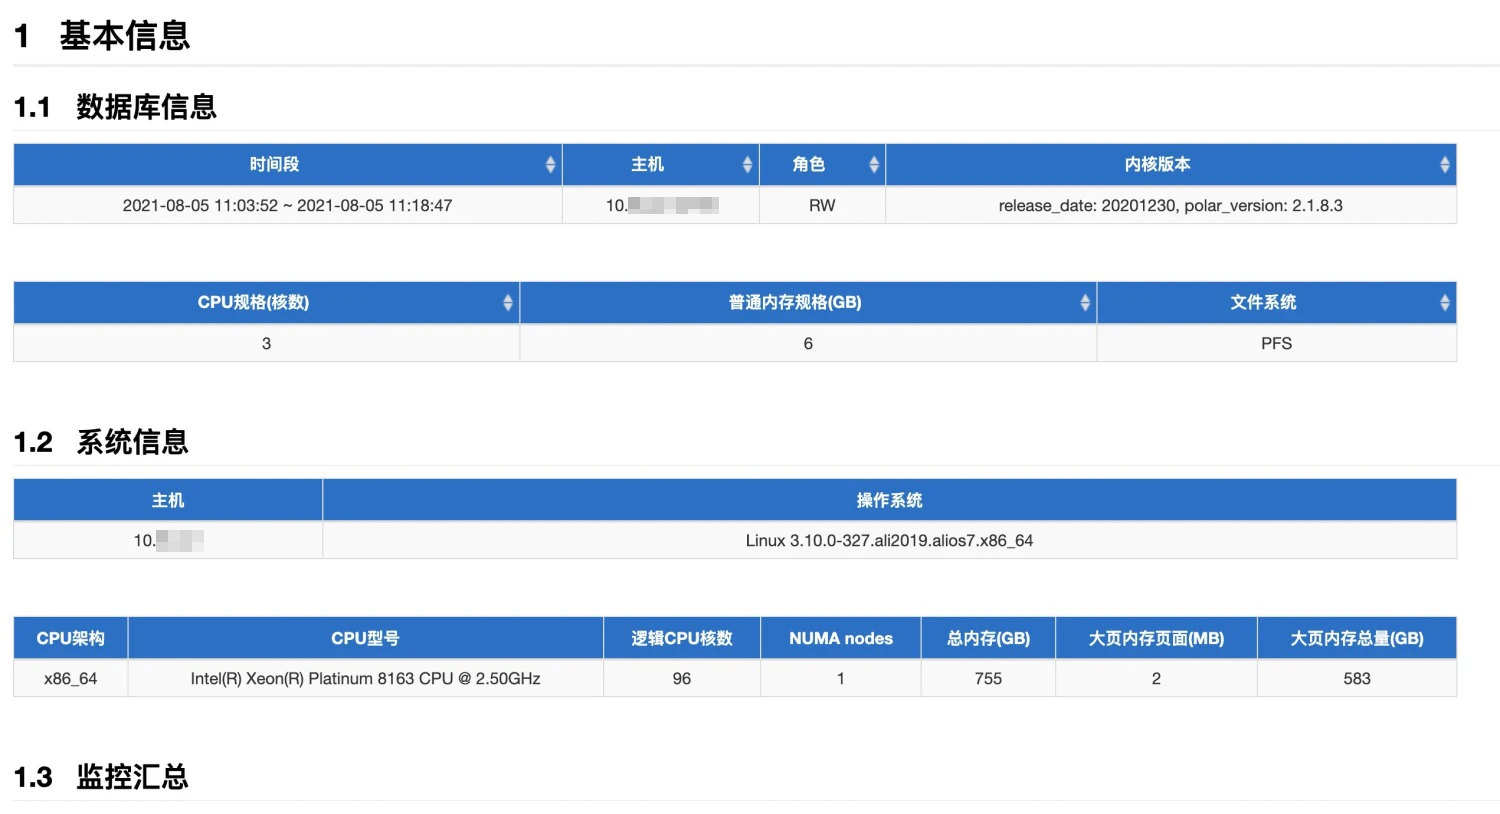 1 基本信息
1.1 数据库信息
时间段 主机 角色 内核版本
2021-08-05 11:03:52 ~ 2021-08-05 11:18:47 10. RW release_date: 20201230, polar_version: 2.1.8.3
CPU规格(核数) 普通内存规格(GB) 文件系统
3 6 PFS
1.2 系统信息
主机 操作系统
10. Linux 3.10.0-327.ali2019.alios7.x86_64
CPU架构 CPU型号 逻辑CPU核数 NUMA nodes 总内存(GB) 大页内存页面(MB) 大页内存总量(GB)
x86_64 Intel(R) Xeon(R) Platinum 8163 CPU @ 2.50GHz 96 1 755 2 583
1.3 监控汇总